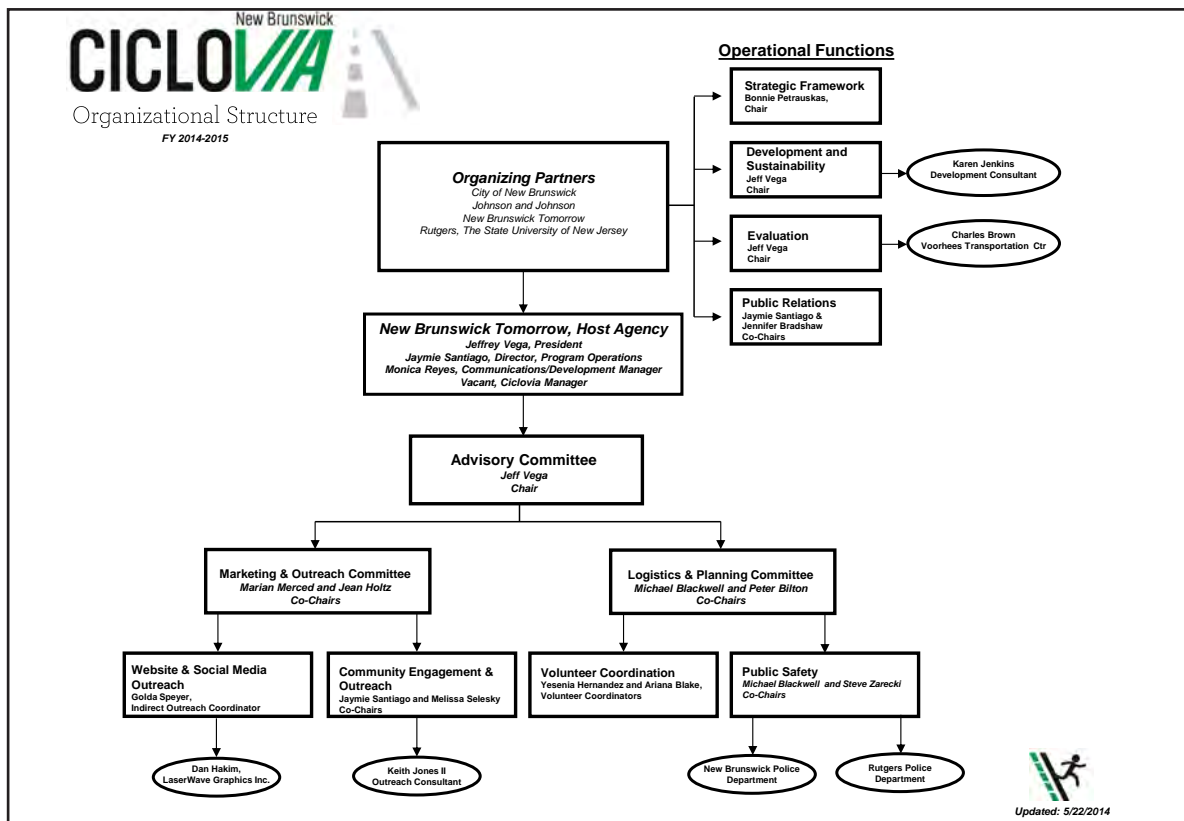 New Brunswick
CICLOVIA
Organizational Structure
FY 2014-2015
Operational Functions
Strategic Framework
Bonnie Petrauskas,
Chair
Development and
Sustainability
Jeff Vega
Chair
Karen Jenkins
Development Consultant
Organizing Partners
City of New Brunswick
Johnson and Johnson
New Brunswick Tomorrow
Rutgers, The State University of New Jersey
Evaluation
Jeff Vega
Chair
Charles Brown
Voorhees Transportation Ctr
Public Relations
Jaymie Santiago &
Jennifer Bradshaw
Co-Chairs
New Brunswick Tomorrow, Host Agency
Jeffrey Vega, President
Jaymie Santiago, Director, Program Operations
Monica Reyes, Communications/Development Manager
Vacant, Ciclovia Manager
Advisory Committee
Jeff Vega
Chair
Marketing & Outreach Committee
Marian Merced and Jean Holtz
Co-Chairs
Logistics & Planning Committee
Michael Blackwell and Peter Bilton
Co-Chairs
Website & Social Media
Outreach
Golda Speyer,
Indirect Outreach Coordinator
Community Engagement &
Outreach
Jaymie Santiago and Melissa Selesky
Co-Chairs
Volunteer Coordination
Yesenia Hernandez and Ariana Blake,
Volunteer Coordinators
Public Safety
Michael Blackwell and Steve Zarecki
Co-Chairs
Dan Hakim,
LaserWave Graphics Inc.
Keith Jones II
Outreach Consultant
New Brunswick Police
Department
Rutgers Police
Department
Updated: 5/22/2014